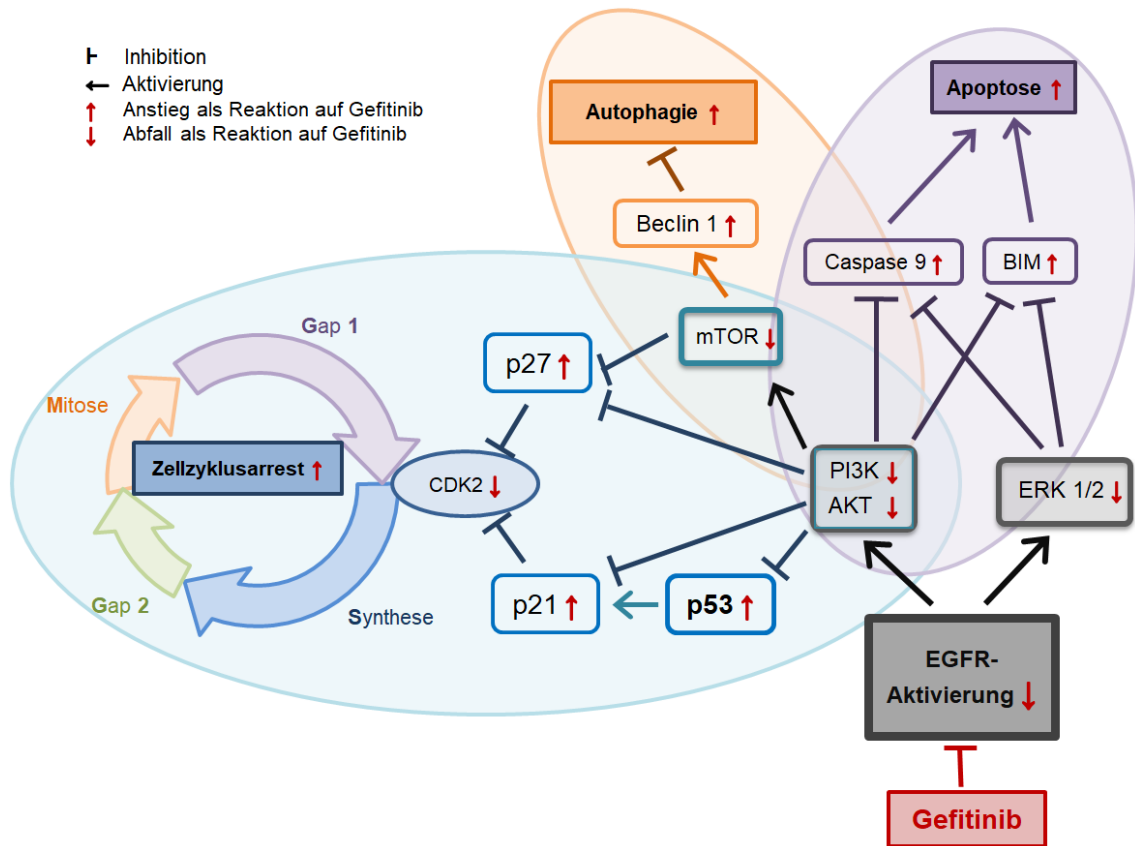 Inhibition
Aktivierung
Anstieg als Reaktion auf Gefitinib
Abfall als Reaktion auf Gefitinib
Autophagie
Apoptose
Beclin 1
Caspase 9
BIM
mTOR
Gap 1
p27
Mitose
Zellzyklusarrest
CDK2
PI3K
AKT
ERK 1/2
Gap 2
Synthese
p21
p53
EGFR-
Aktivierung
Gefitinib